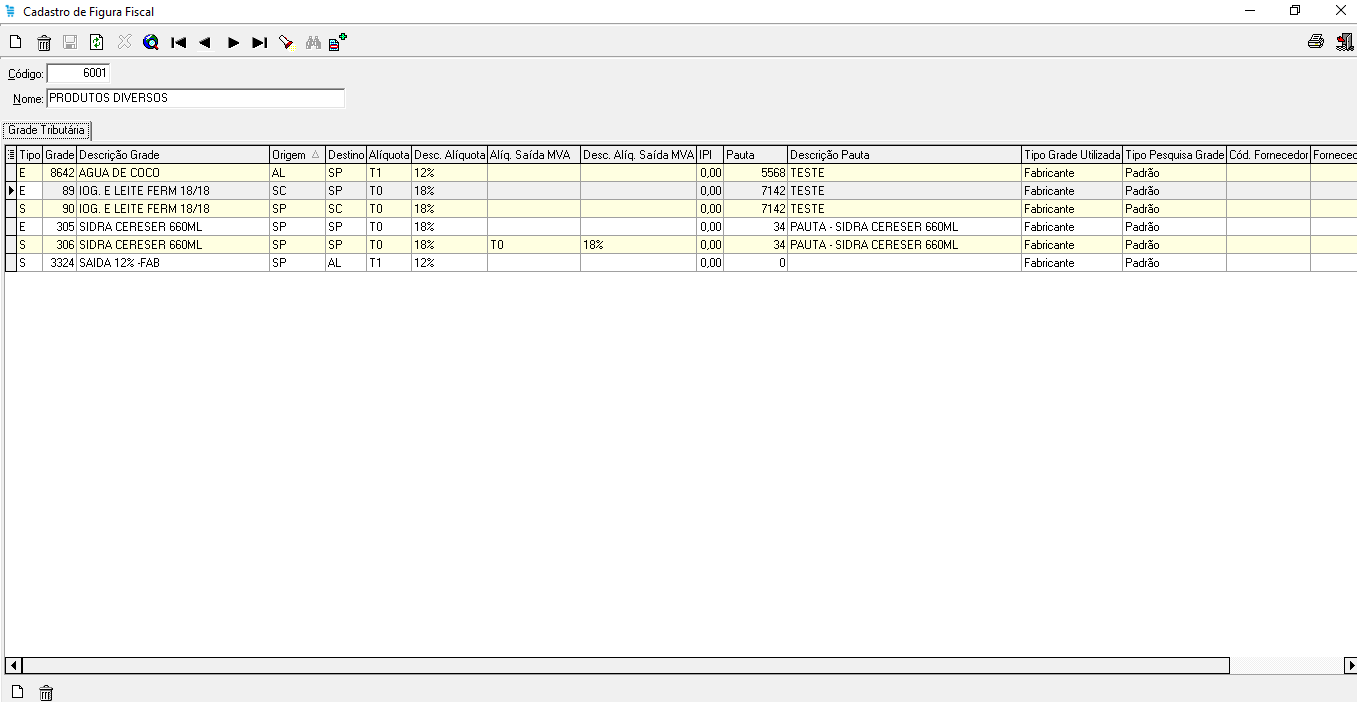 Cadastro de Figura Fiscal
Código: 6001
Nome: PRODUTOS DIVERSOS
Grade Tributária
Tipo Grade Descrição Grade Origem Destino Alíquota Desc. Alíquota Alíq. Saída MVA Desc. Alíq. Saída MVA IPI Pauta Descrição Pauta Tipo Grade Utilizada Tipo Pesquisa Grade Cód. Fornecedor Fornecec
E 8642 AGUA DE COCO AL SP T1 12% 0,00 5568 TESTE Fabricante Padrão
E 89 IOG. E LEITE FERM 18/18 SC SP T0 18% 0,00 7142 TESTE Fabricante Padrão
S 90 IOG. E LEITE FERM 18/18 SP SC T0 18% 0,00 7142 TESTE Fabricante Padrão
E 305 SIDRA CERESER 660ML SP SP T0 18% 0,00 34 PAUTA - SIDRA CERESER 660ML Fabricante Padrão
S 306 SIDRA CERESER 660ML SP SP T0 18% T0 18% 0,00 34 PAUTA - SIDRA CERESER 660ML Fabricante Padrão
S 3324 SAIDA 12% -FAB SP AL T1 12% 0,00 0 Fabricante Padrão